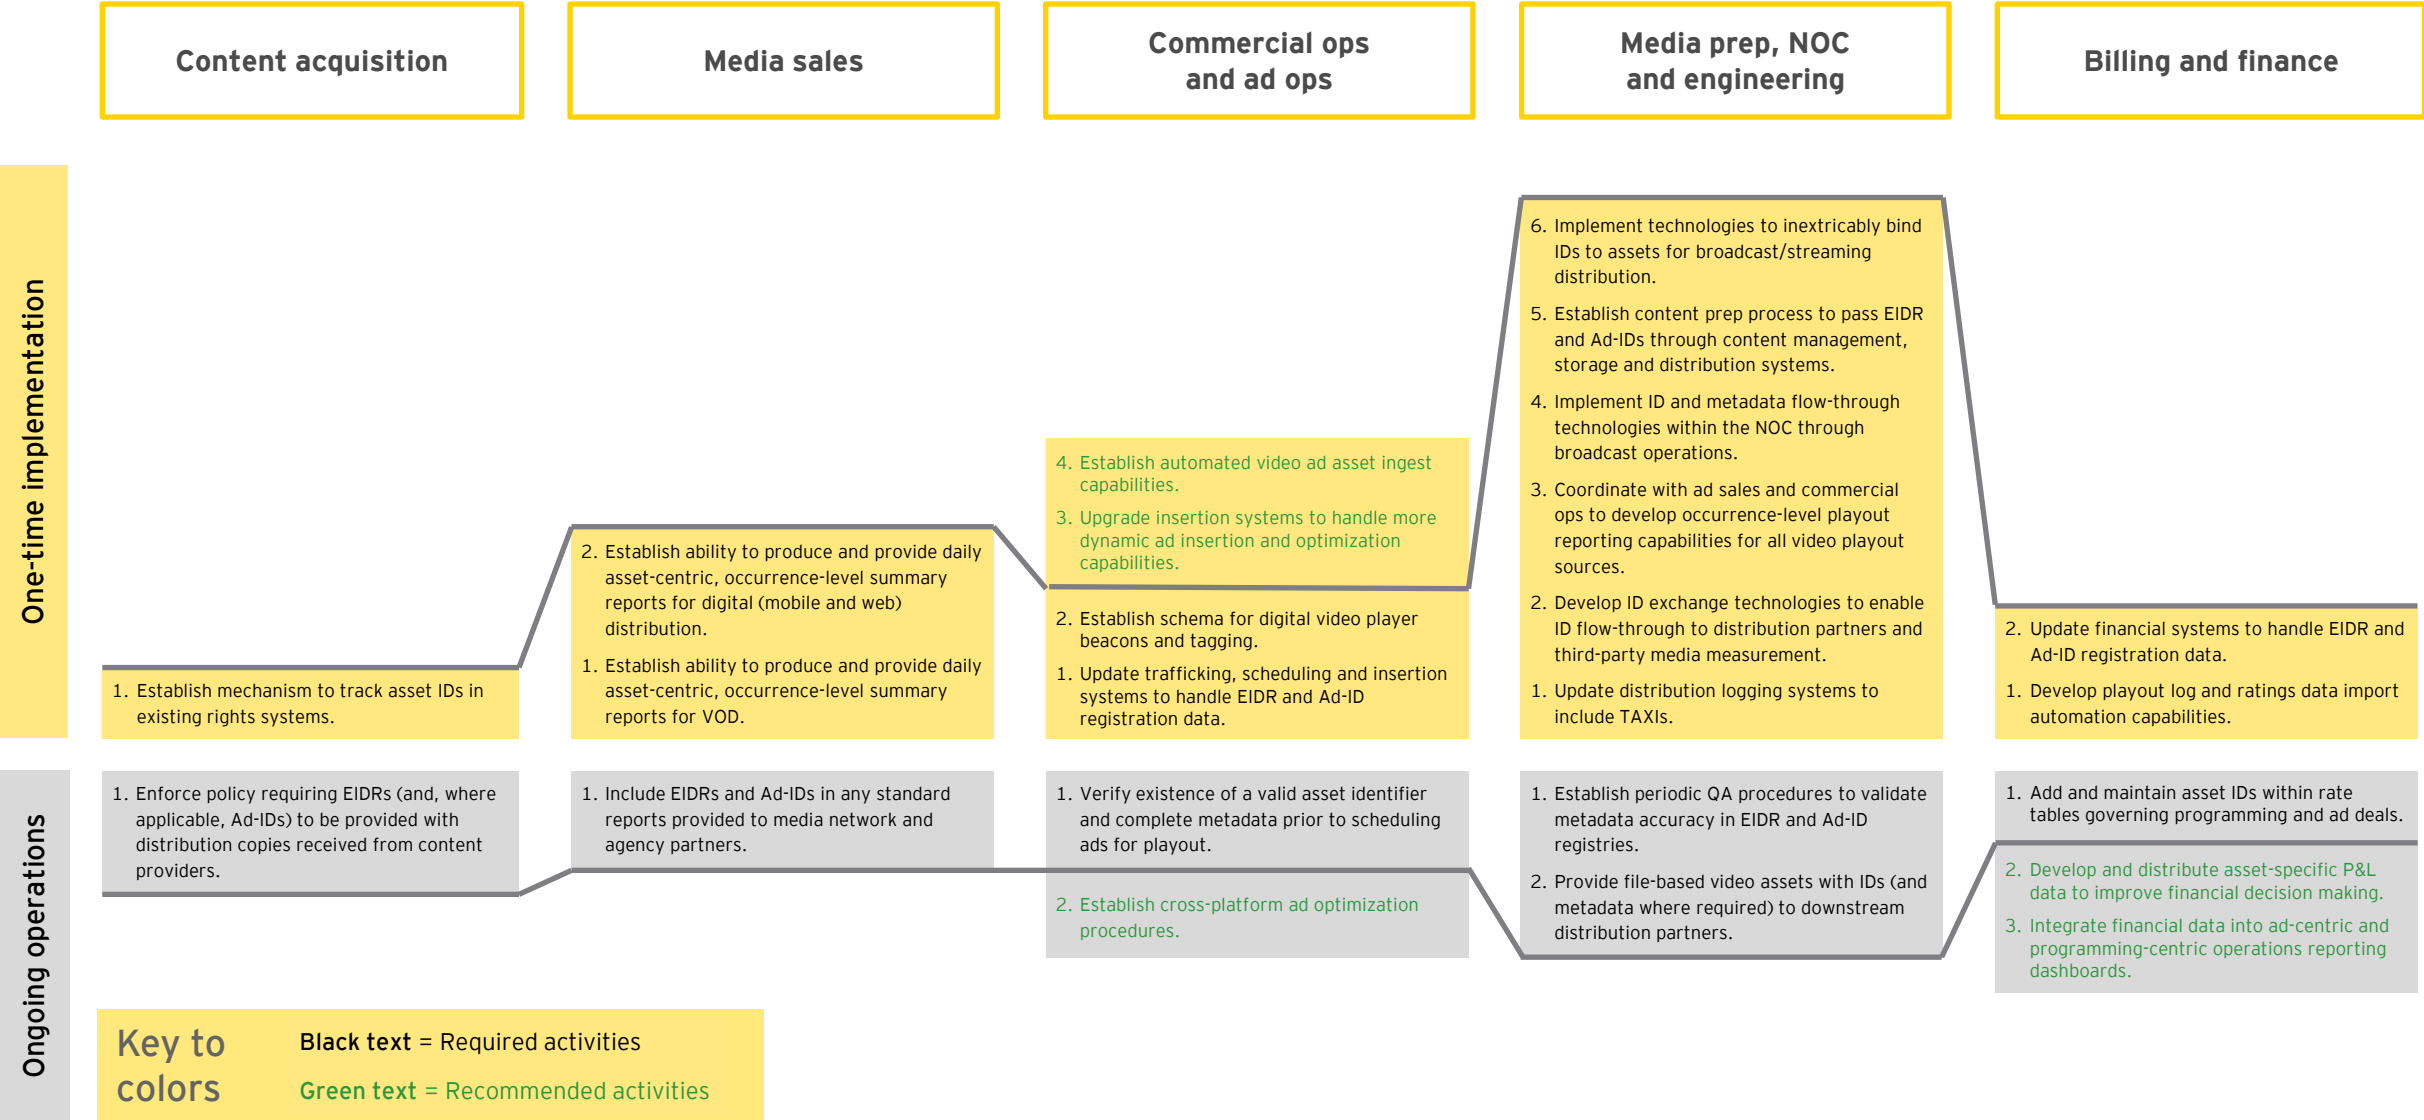 Content acquisition
Media sales
Commercial ops
and ad ops
Media prep, NOC
and engineering
Billing and finance
One-time implementation
1. Establish mechanism to track asset IDs in
existing rights systems.
2. Establish ability to produce and provide daily
asset-centric, occurrence-level summary
reports for digital (mobile and web)
distribution.
1. Establish ability to produce and provide daily
asset-centric, occurrence-level summary
reports for VOD.
4. Establish automated video ad asset ingest
capabilities.
3. Upgrade insertion systems to handle more
dynamic ad insertion and optimization
capabilities.
2. Establish schema for digital video player
beacons and tagging.
1. Update trafficking, scheduling and insertion
systems to handle EIDR and Ad-ID
registration data.
6. Implement technologies to inextricably bind
IDs to assets for broadcast/streaming
distribution.
5. Establish content prep process to pass EIDR
and Ad-IDs through content management,
storage and distribution systems.
4. Implement ID and metadata flow-through
technologies within the NOC through
broadcast operations.
3. Coordinate with ad sales and commercial
ops to develop occurrence-level playout
reporting capabilities for all video playout
sources.
2. Develop ID exchange technologies to enable
ID flow-through to distribution partners and
third-party media measurement.
1. Update distribution logging systems to
include TAXIs.
2. Update financial systems to handle EIDR and
Ad-ID registration data.
1. Develop playout log and ratings data import
automation capabilities.
Ongoing operations
1. Enforce policy requiring EIDRs (and, where
applicable, Ad-IDs) to be provided with
distribution copies received from content
providers.
1. Include EIDRs and Ad-IDs in any standard
reports provided to media network and
agency partners.
1. Verify existence of a valid asset identifier
and complete metadata prior to scheduling
ads for playout.
2. Establish cross-platform ad optimization
procedures.
1. Establish periodic QA procedures to validate
metadata accuracy in EIDR and Ad-ID
registries.
2. Provide file-based video assets with IDs (and
metadata where required) to downstream
distribution partners.
1. Add and maintain asset IDs within rate
tables governing programming and ad deals.
2. Develop and distribute asset-specific P&L
data to improve financial decision making.
3. Integrate financial data into ad-centric and
programming-centric operations reporting
dashboards.
Key to
colors
Black text = Required activities
Green text = Recommended activities